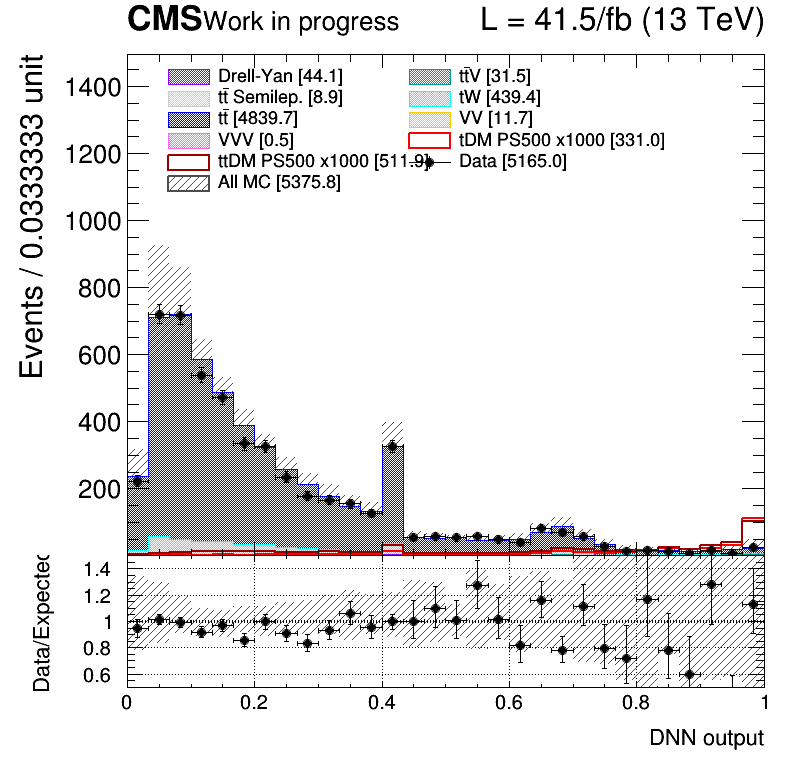 CMS Work in progress L = 41.5/fb (13 TeV)
Events / 0.0333333 unit
1400
1200
1000
800
600
400
200
Drell-Yan [44.1]
tt̄V [31.5]
tt̄ Semilep. [8.9]
tW [439.4]
tt̄ [4839.7]
VV [11.7]
VVV [0.5]
tDM PS500 x1000 [331.0]
ttDM PS500 x1000 [511.9]
Data [5165.0]
All MC [5375.8]
Data/Expected
1.4
1.2
1
0.8
0.6
0 0.2 0.4 0.6 0.8 1
DNN output